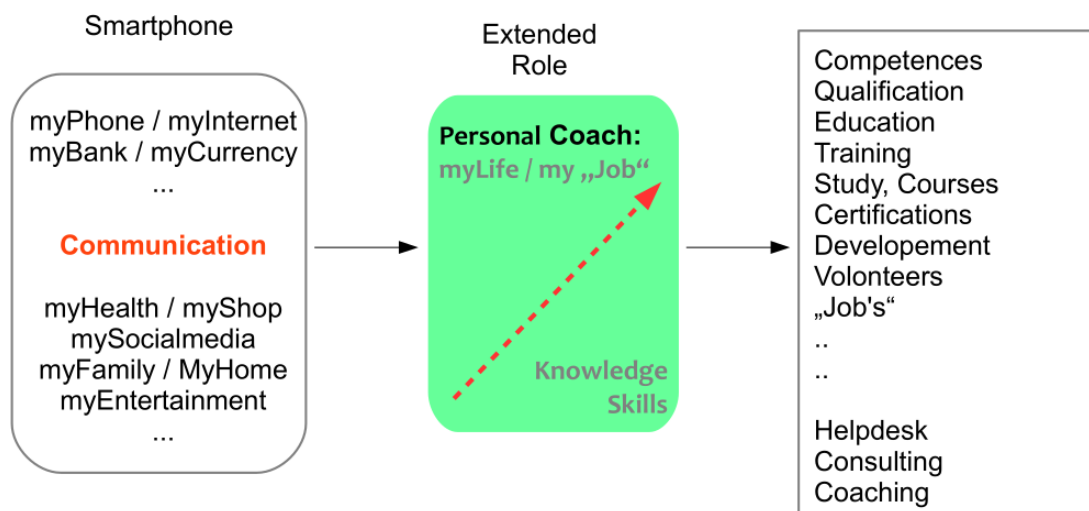 Smartphone
myPhone / myInternet
myBank / myCurrency
...
Communication
myHealth / myShop
mySocialmedia
myFamily / MyHome
myEntertainment
...
Extended
Role
Personal Coach:
myLife / my „Job“
Knowledge
Skills
Competences
Qualification
Education
Training
Study, Courses
Certifications
Developement
Volonteers
„Job's“
..
..
Helpdesk
Consulting
Coaching